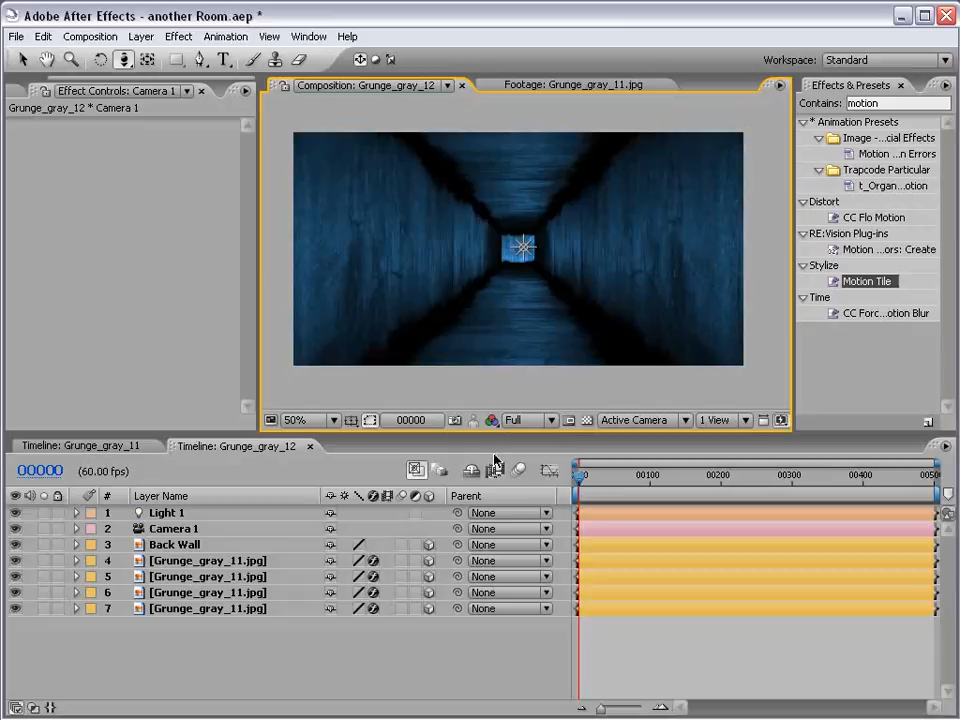 Adobe After Effects - another Room.aep *
File Edit Composition Layer Effect Animation View Window Help
Workspace: Standard
Effect Controls: Camera 1
Grunge_gray_12 * Camera 1
Composition: Grunge_gray_12
Footage: Grunge_gray_11.jpg
Effects & Presets
Contains: motion
* Animation Presets
Image -...cial Effects
Motion ...n Errors
Trapcode Particular
t_Organ...otion
Distort
CC Flo Motion
RE:Vision Plug-ins
Motion ...ors: Create
Stylize
Motion Tile
Time
CC Forc...otion Blur
50% 00000 Full Active Camera 1 View
Timeline: Grunge_gray_11 Timeline: Grunge_gray_12
00000 (60.00 fps)
0 00100 00200 00300 00400 0050
# Layer Name Parent
1 Light 1 None
2 Camera 1 None
3 Back Wall None
4 [Grunge_gray_11.jpg] None
5 [Grunge_gray_11.jpg] None
6 [Grunge_gray_11.jpg] None
7 [Grunge_gray_11.jpg] None